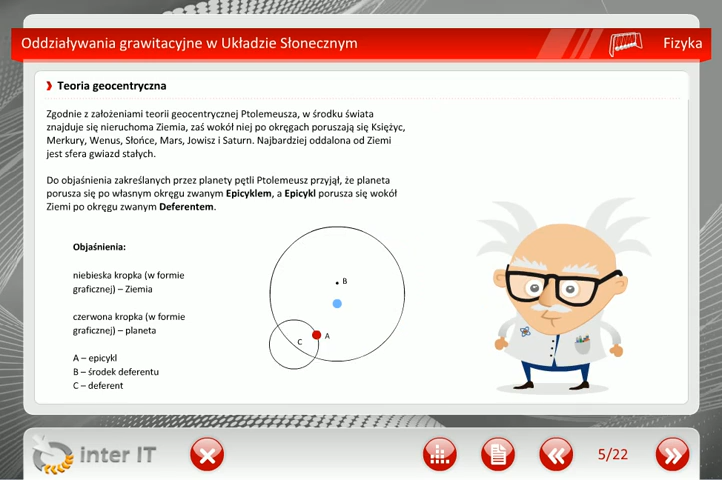 Oddziaływania grawitacyjne w Układzie Słonecznym
Fizyka
Teoria geocentryczna
Zgodnie z założeniami teorii geocentrycznej Ptolemeusza, w środku świata
znajduje się nieruchoma Ziemia, zaś wokół niej po okręgach poruszają się Księżyc,
Merkury, Wenus, Słońce, Mars, Jowisz i Saturn. Najbardziej oddalona od Ziemi
jest sfera gwiazd stałych.
Do objaśnienia zakreślanych przez planety pętli Ptolemeusz przyjął, że planeta
porusza się po własnym okręgu zwanym Epicyklem, a Epicykl porusza się wokół
Ziemi po okręgu zwanym Deferentem.
Objaśnienia:
niebieska kropka (w formie
graficznej) – Ziemia
czerwona kropka (w formie
graficznej) – planeta
A – epicykl
B – środek deferentu
C – deferent
B
A
C
inter IT
5/22